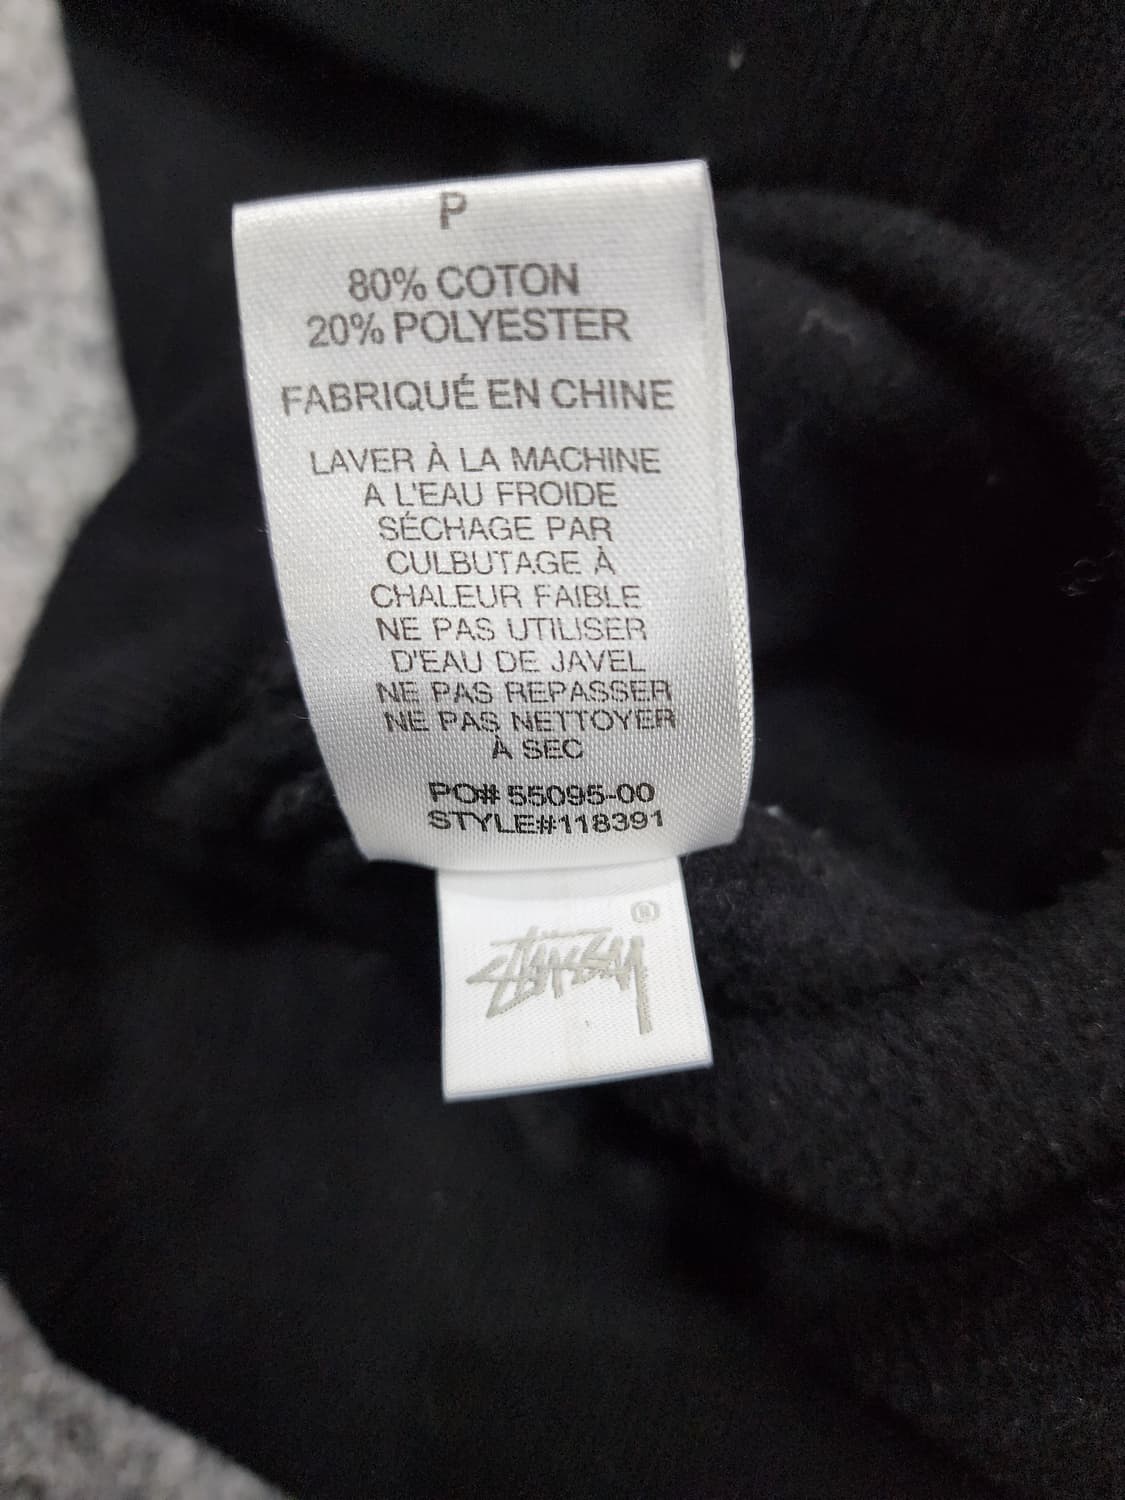 P
80% COTON
20% POLYESTER
FABRIQUÉ EN CHINE
LAVER À LA MACHINE
A L'EAU FROIDE
SÉCHAGE PAR
CULBUTAGE À
CHALEUR FAIBLE
NE PAS UTILISER
D'EAU DE JAVEL
NE PAS REPASSER
NE PAS NETTOYER
À SEC
PO# 55095-00
STYLE#118391
STÜSSY ®